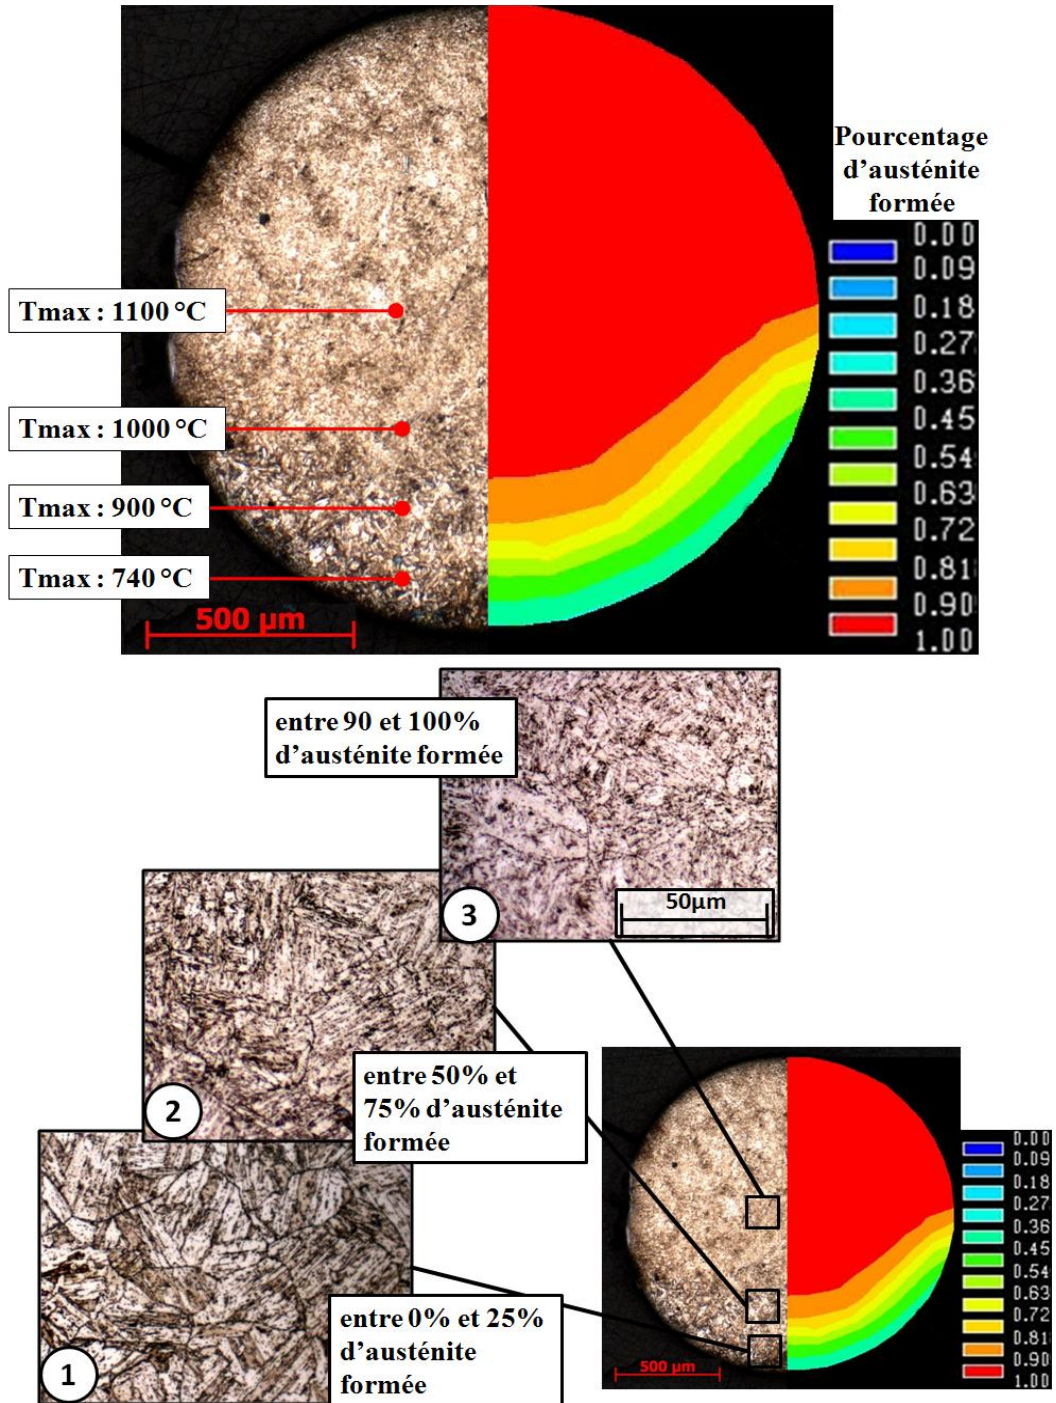 Pourcentage
d’austénite
formée
0.00
0.09
0.18
0.27
0.36
0.45
0.54
0.63
0.72
0.81
0.90
1.00
Tmax : 1100 °C
Tmax : 1000 °C
Tmax : 900 °C
Tmax : 740 °C
500 µm
entre 90 et 100%
d’austénite formée
3
50µm
2
entre 50% et
75% d’austénite
formée
1
entre 0% et 25%
d’austénite
formée
500 µm
0.00
0.09
0.18
0.27
0.36
0.45
0.54
0.63
0.72
0.81
0.90
1.00